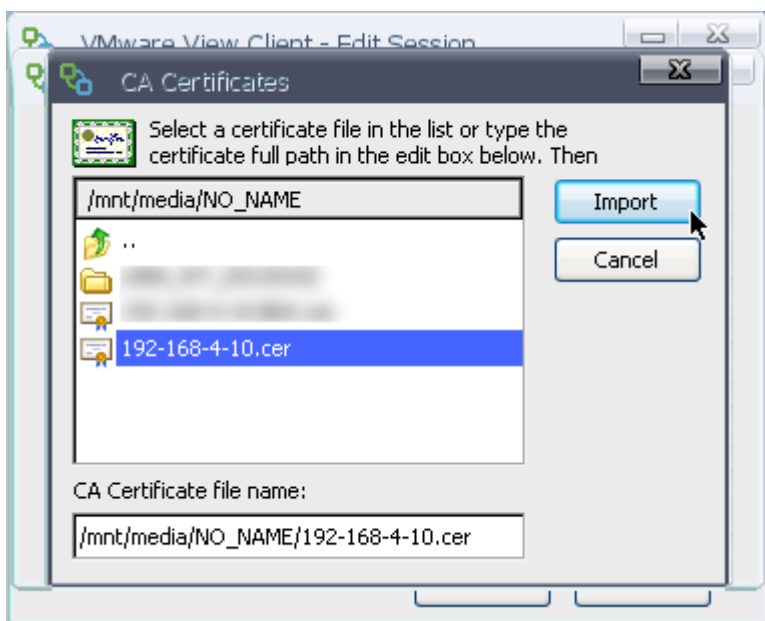 VMware View Client - Edit Session
CA Certificates
Select a certificate file in the list or type the
certificate full path in the edit box below. Then
/mnt/media/NO_NAME
Import
..
Cancel
192-168-4-10.cer
CA Certificate file name:
/mnt/media/NO_NAME/192-168-4-10.cer